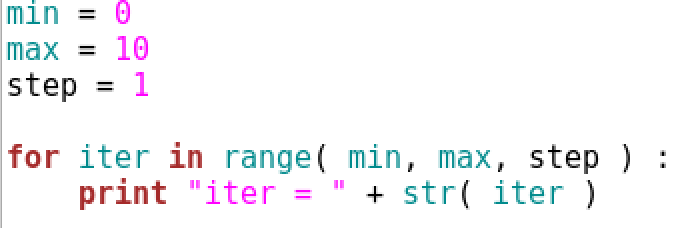 min = 0
max = 10
step = 1
for iter in range( min, max, step ) :
    print "iter = " + str( iter )